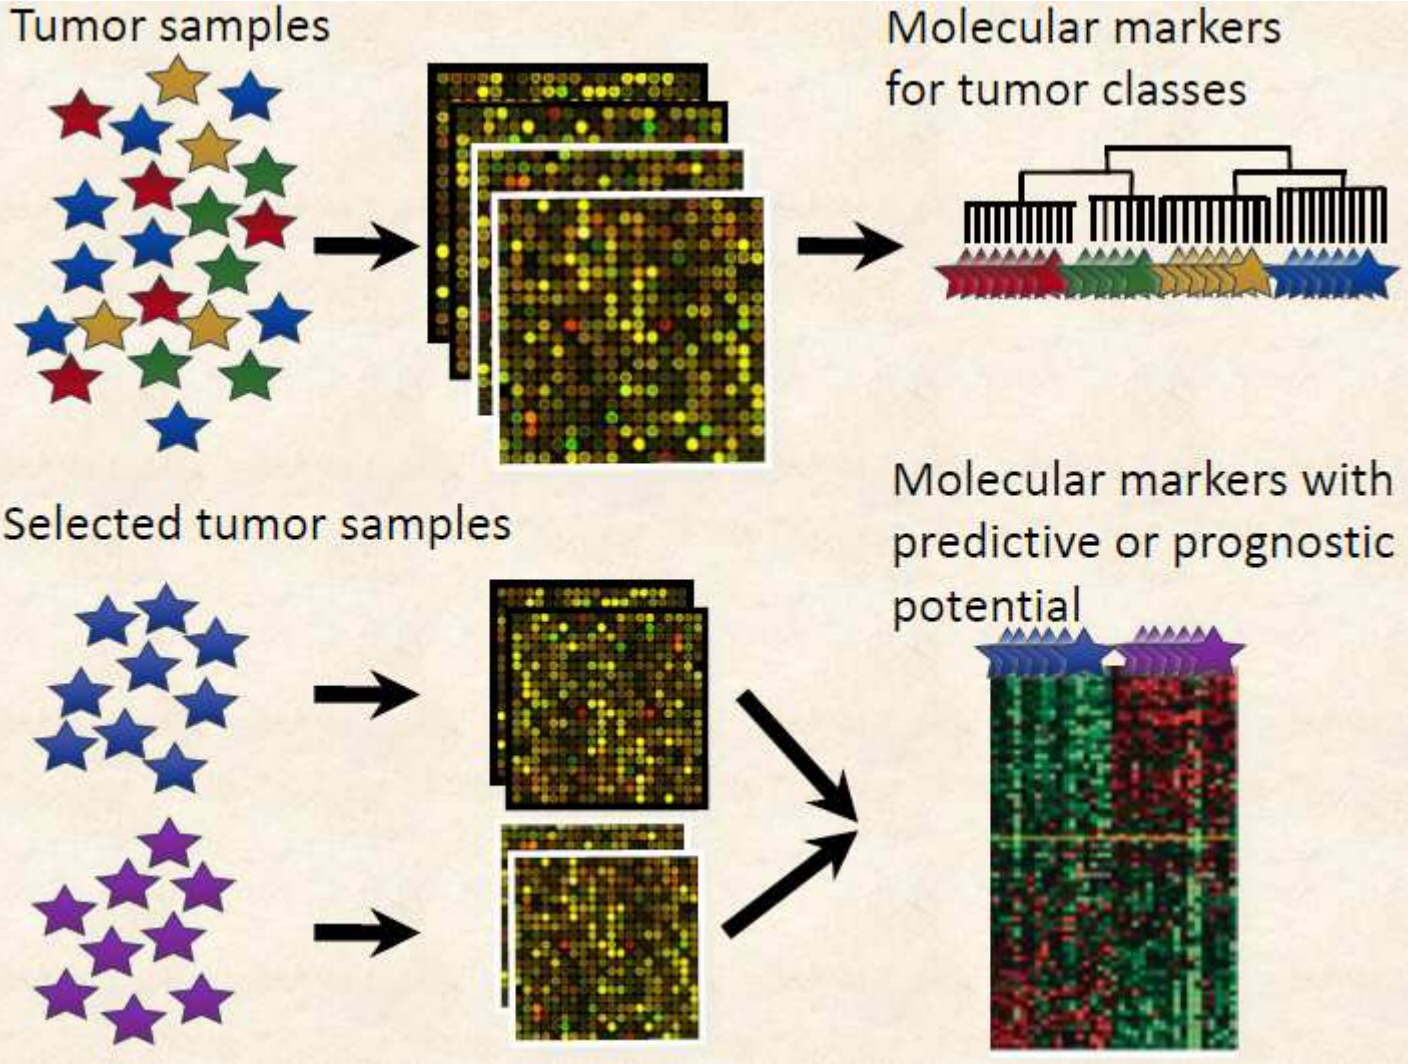 Tumor samples
Molecular markers
for tumor classes
Selected tumor samples
Molecular markers with
predictive or prognostic
potential